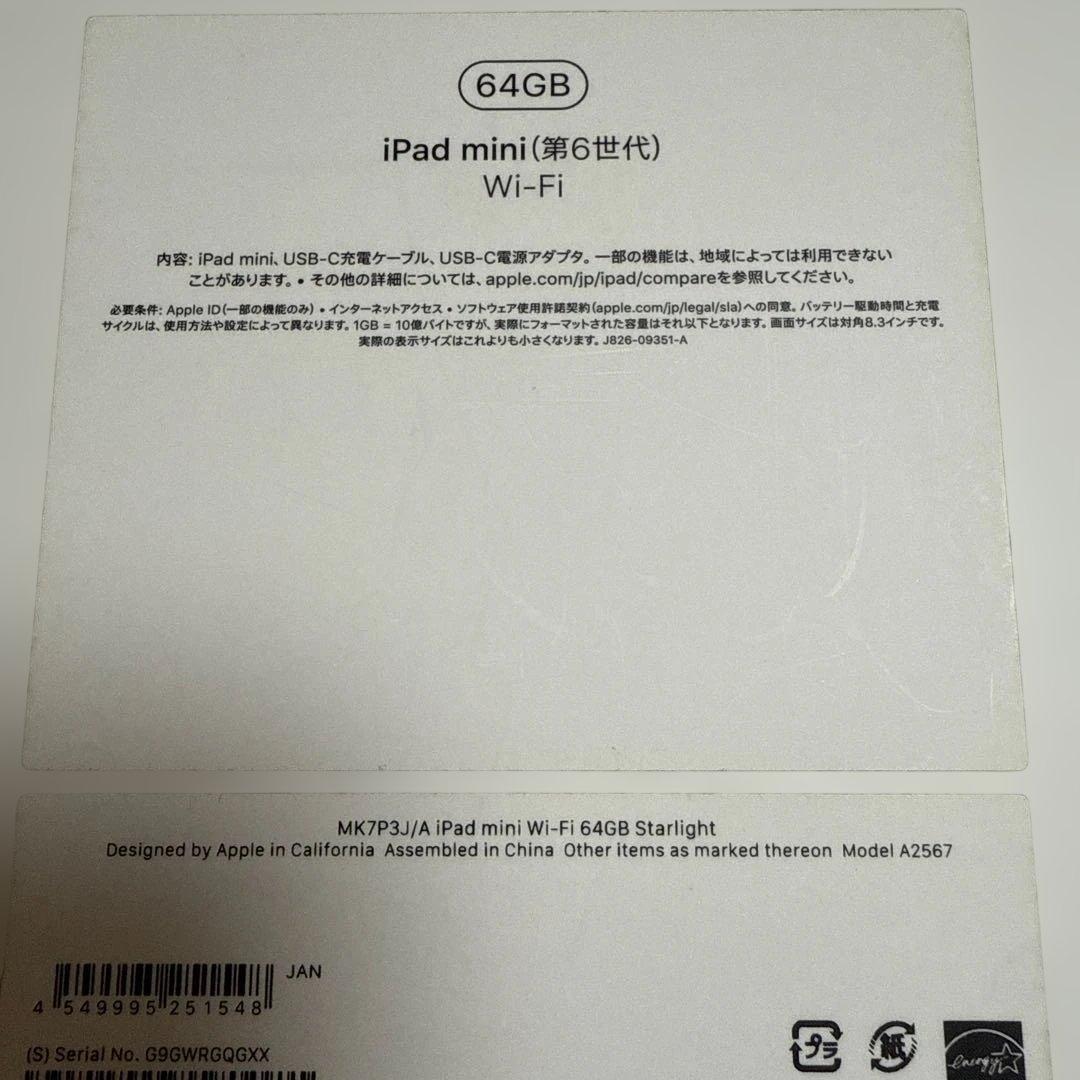 64GB
iPad mini(第6世代)
Wi-Fi
内容: iPad mini、USB-C充電ケーブル、USB-C電源アダプタ。一部の機能は、地域によっては利用できない
ことがあります。• その他の詳細については、apple.com/jp/ipad/compareを参照してください。
必要条件: Apple ID(一部の機能のみ) • インターネットアクセス • ソフトウェア使用許諾契約(apple.com/jp/legal/sla)への同意。バッテリー駆動時間と充電
サイクルは、使用方法や設定によって異なります。1GB = 10億バイトですが、実際にフォーマットされた容量はそれ以下となります。画面サイズは対角8.3インチです。
実際の表示サイズはこれよりも小さくなります。J826-09351-A
MK7P3J/A iPad mini Wi-Fi 64GB Starlight
Designed by Apple in California Assembled in China Other items as marked thereon Model A2567
JAN
4 549995 251548
(S) Serial No. G9GWRGQGXX
プラ
紙
energy